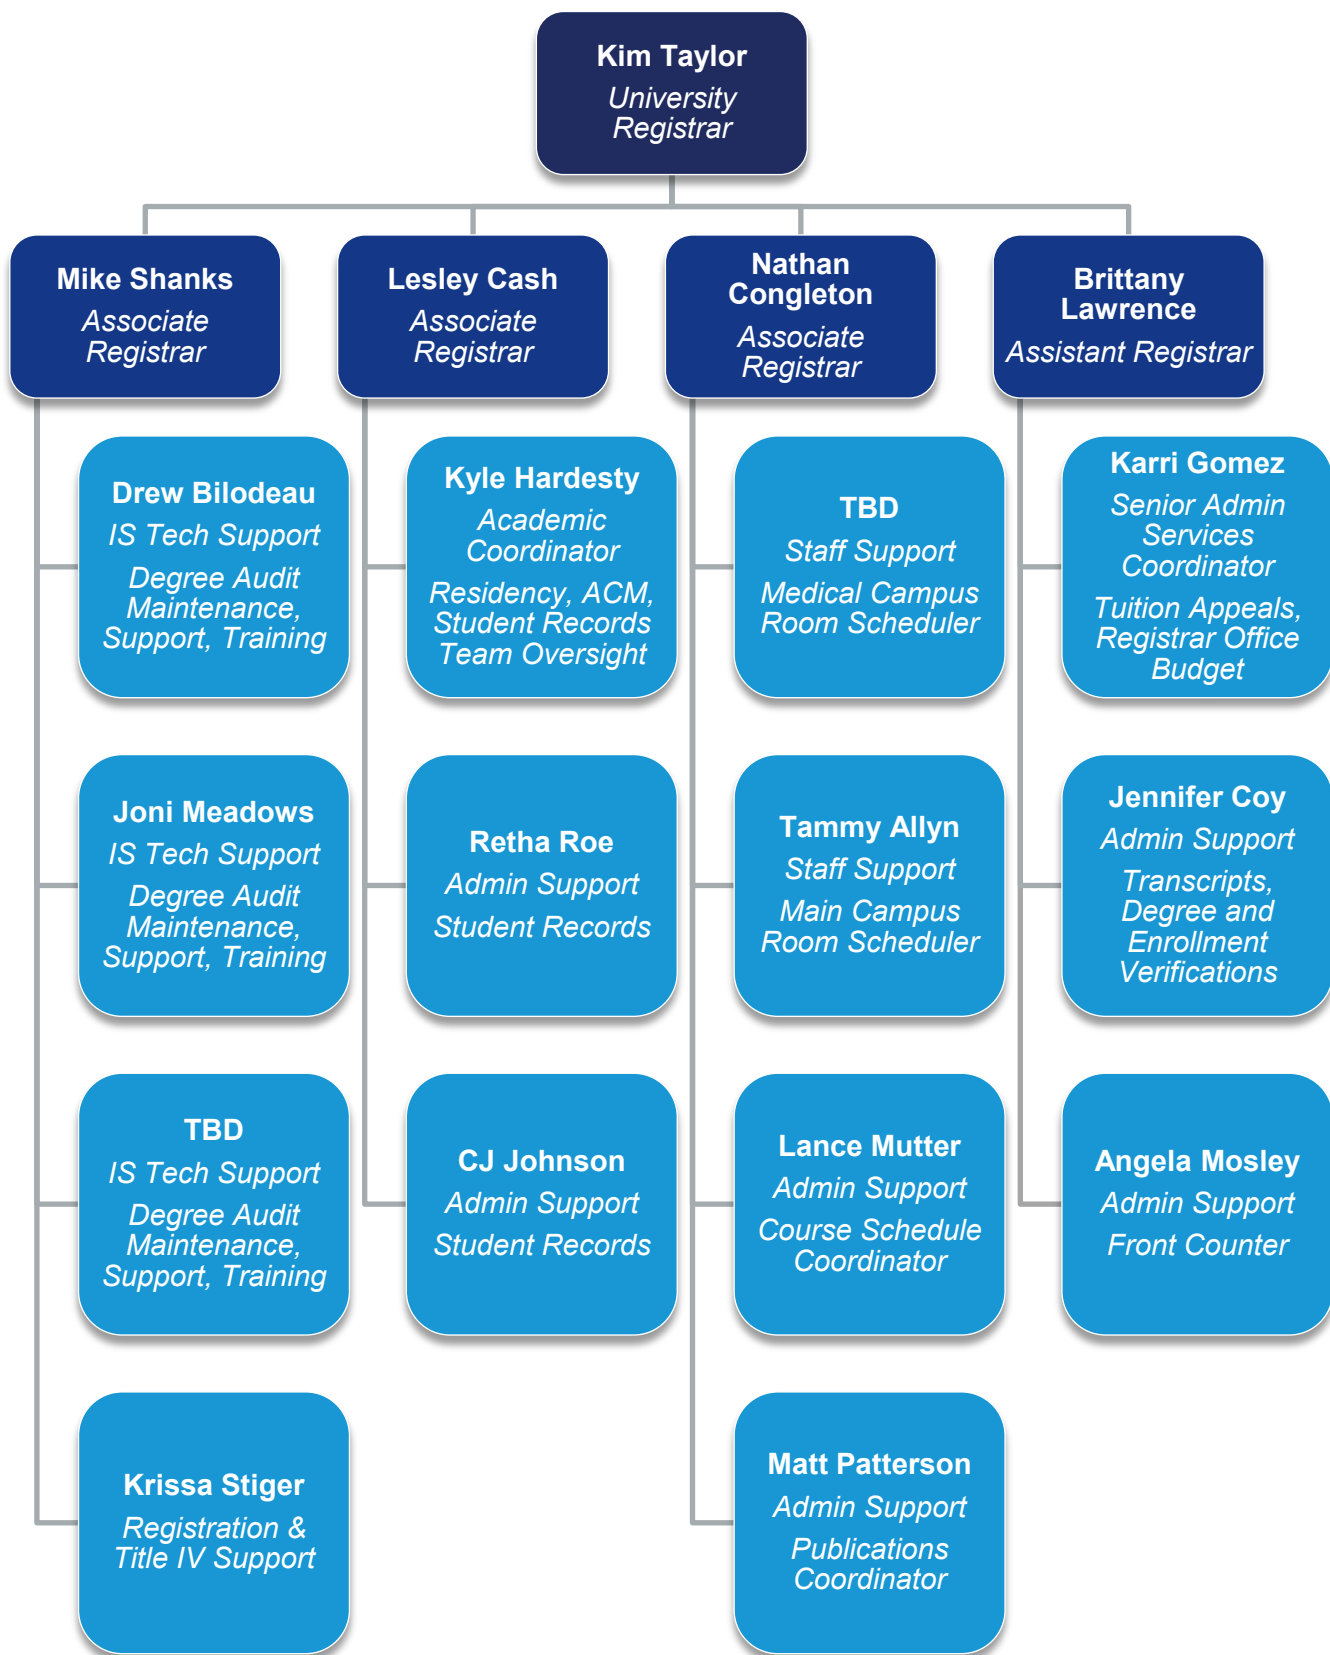 Kim Taylor
University
Registrar
Mike Shanks
Associate
Registrar
Lesley Cash
Associate
Registrar
Nathan
Congleton
Associate
Registrar
Brittany
Lawrence
Assistant Registrar
Drew Bilodeau
IS Tech Support
Degree Audit
Maintenance,
Support, Training
Joni Meadows
IS Tech Support
Degree Audit
Maintenance,
Support, Training
TBD
IS Tech Support
Degree Audit
Maintenance,
Support, Training
Krissa Stiger
Registration &
Title IV Support
Kyle Hardesty
Academic
Coordinator
Residency, ACM,
Student Records
Team Oversight
Retha Roe
Admin Support
Student Records
CJ Johnson
Admin Support
Student Records
TBD
Staff Support
Medical Campus
Room Scheduler
Tammy Allyn
Staff Support
Main Campus
Room Scheduler
Lance Mutter
Admin Support
Course Schedule
Coordinator
Matt Patterson
Admin Support
Publications
Coordinator
Karri Gomez
Senior Admin
Services
Coordinator
Tuition Appeals,
Registrar Office
Budget
Jennifer Coy
Admin Support
Transcripts,
Degree and
Enrollment
Verifications
Angela Mosley
Admin Support
Front Counter